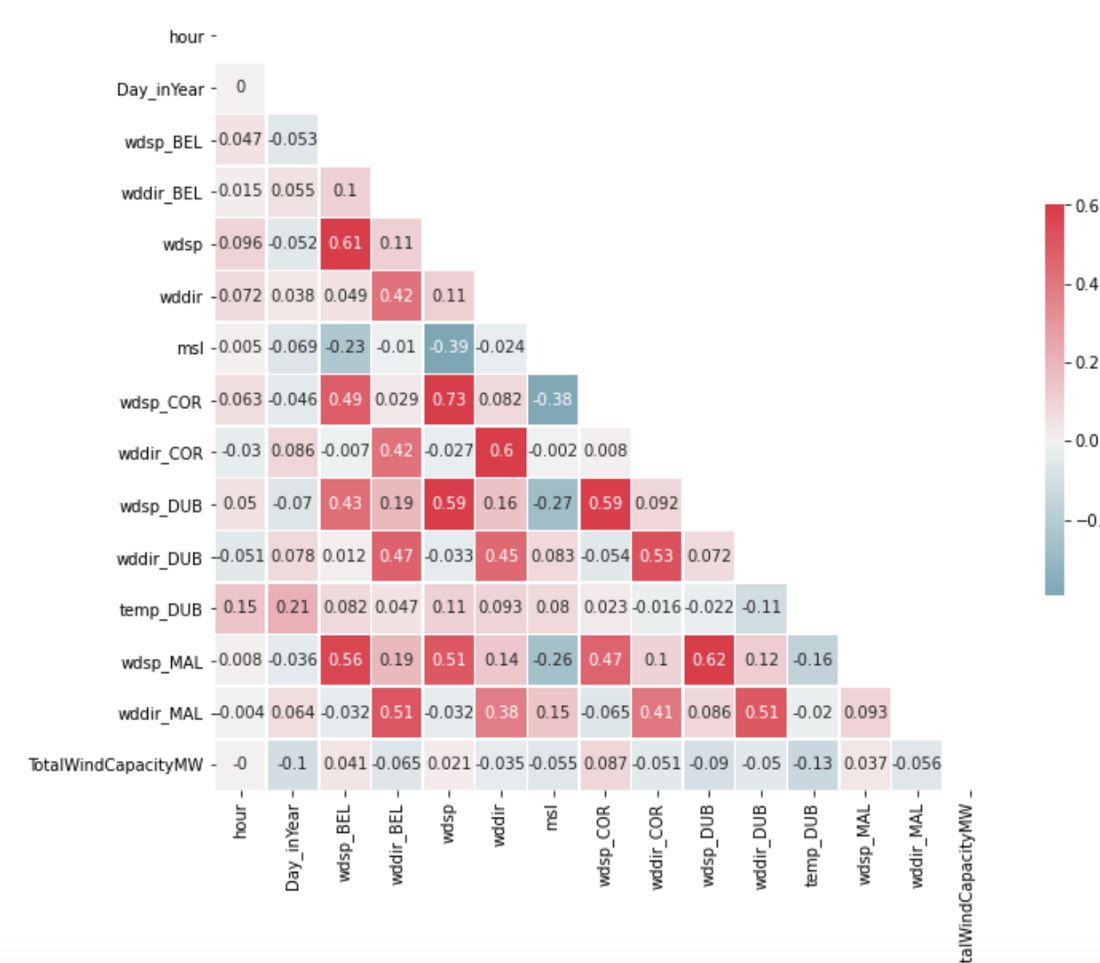 hour
Day_inYear 0
wdsp_BEL 0.047 -0.053
wddir_BEL 0.015 0.055 0.1
wdsp 0.096 -0.052 0.61 0.11
wddir 0.072 0.038 0.049 0.42 0.11
msl 0.005 -0.069 -0.23 -0.01 -0.39 -0.024
wdsp_COR 0.063 -0.046 0.49 0.029 0.73 0.082 -0.38
wddir_COR -0.03 0.086 -0.007 0.42 -0.027 0.6 -0.002 0.008
wdsp_DUB 0.05 -0.07 0.43 0.19 0.59 0.16 -0.27 0.59 0.092
wddir_DUB -0.051 0.078 0.012 0.47 -0.033 0.45 0.083 -0.054 0.53 0.072
temp_DUB 0.15 0.21 0.082 0.047 0.11 0.093 0.08 0.023 -0.016 -0.022 -0.11
wdsp_MAL 0.008 -0.036 0.56 0.19 0.51 0.14 -0.26 0.47 0.1 0.62 0.12 -0.16
wddir_MAL -0.004 0.064 -0.032 0.51 -0.032 0.38 0.15 -0.065 0.41 0.086 0.51 -0.02 0.093
TotalWindCapacityMW -0 -0.1 0.041 -0.065 0.021 -0.035 -0.055 0.087 -0.051 -0.09 -0.05 -0.13 0.037 -0.056
hour
Day_inYear
wdsp_BEL
wddir_BEL
wdsp
wddir
msl
wdsp_COR
wddir_COR
wdsp_DUB
wddir_DUB
temp_DUB
wdsp_MAL
wddir_MAL
talWindCapacityMW
0.6
0.4
0.2
0.0
−0.